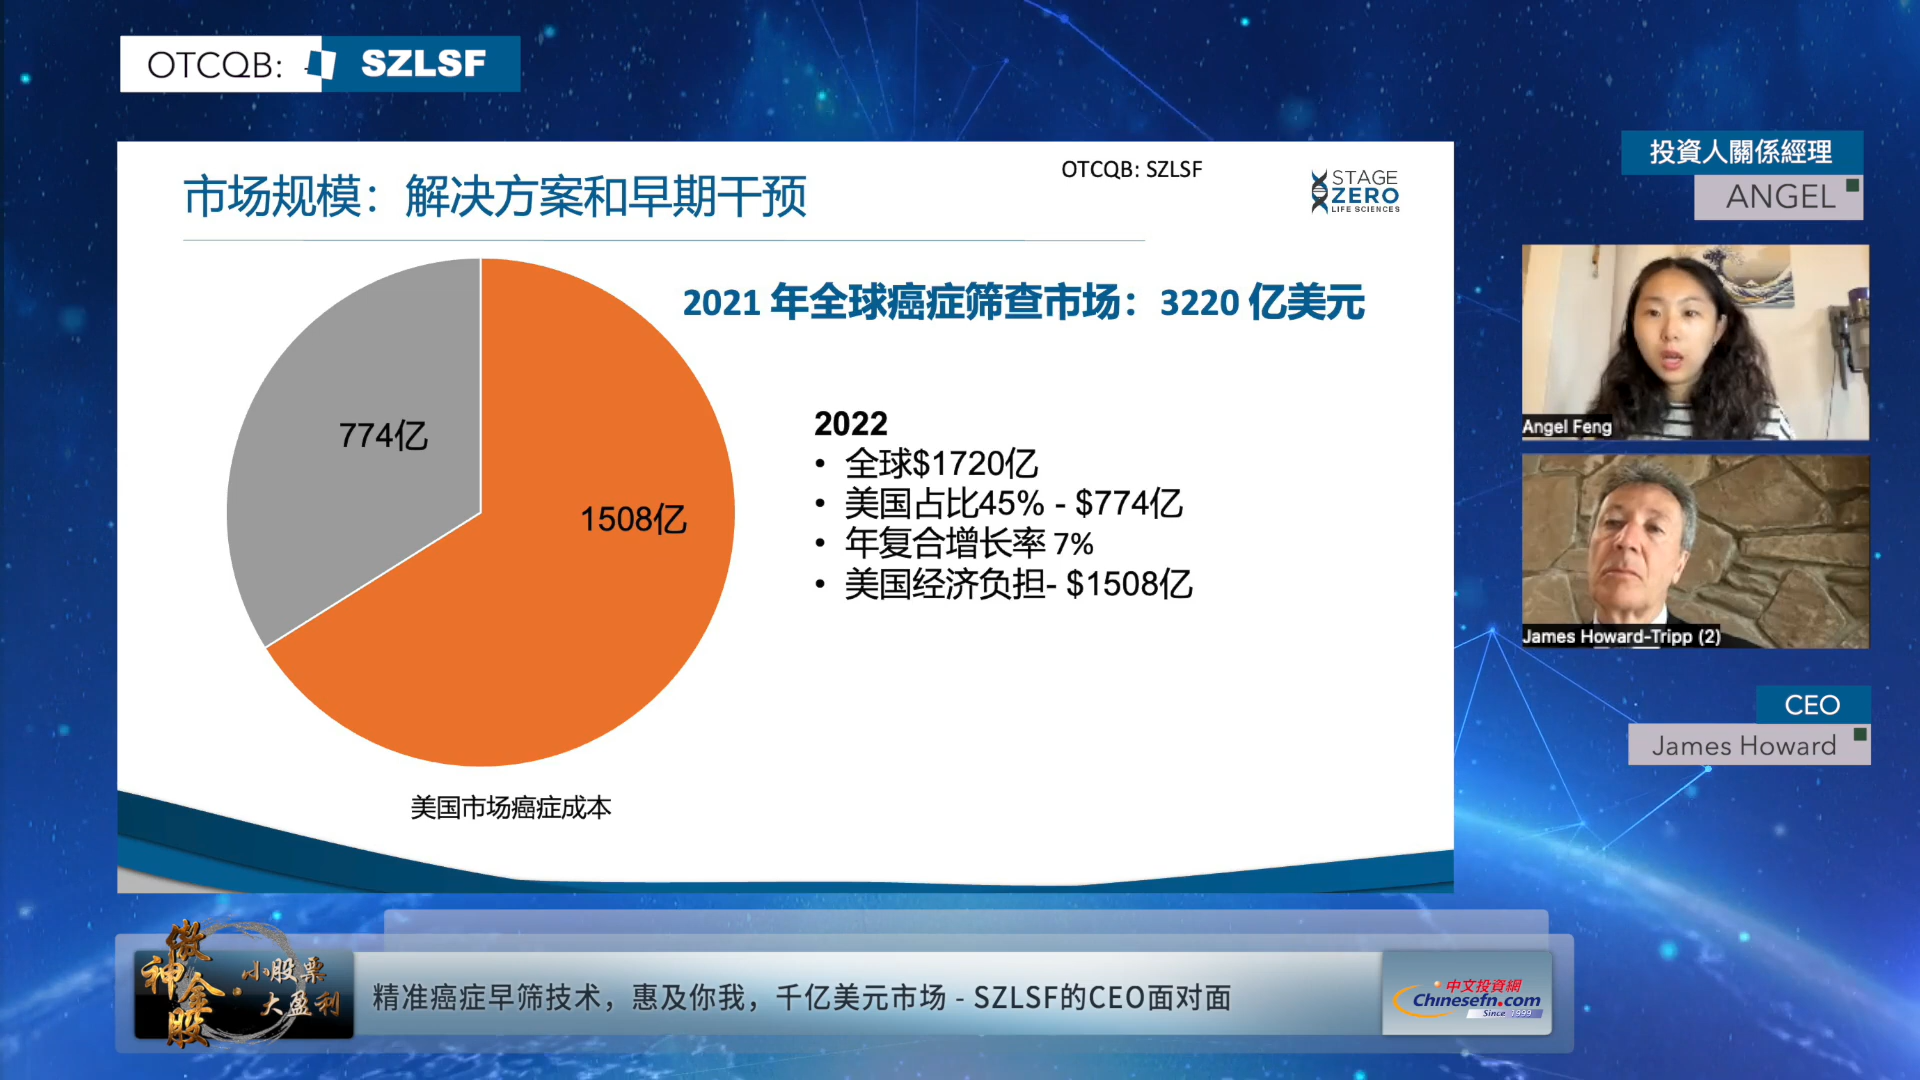 OTCQB: SZLSF
市场规模：解决方案和早期干预
OTCQB: SZLSF
STAGE
ZERO
LIFE SCIENCES
2021 年全球癌症筛查市场：3220 亿美元
774亿
1508亿
2022
• 全球$1720亿
• 美国占比45% - $774亿
• 年复合增长率 7%
• 美国经济负担- $1508亿
美国市场癌症成本
投資人關係經理
ANGEL
Angel Feng
James Howard-Tripp (2)
CEO
James Howard
傲神金股
小股票
大盈利
精准癌症早筛技术，惠及你我，千亿美元市场 - SZLSF的CEO面对面
中文投資網
Chinesefn.com
Since 1999